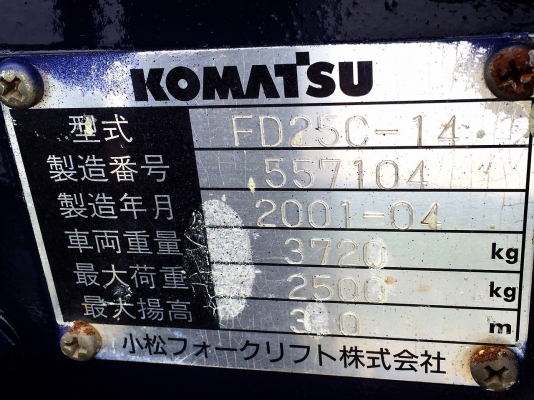 KOMATSU
型式 FD25C-14
製造番号 557104
製造年月 2001-04
車両重量 3720 kg
最大荷重 2500 kg
最大揚高 3.0 m
小松フォークリフト株式会社